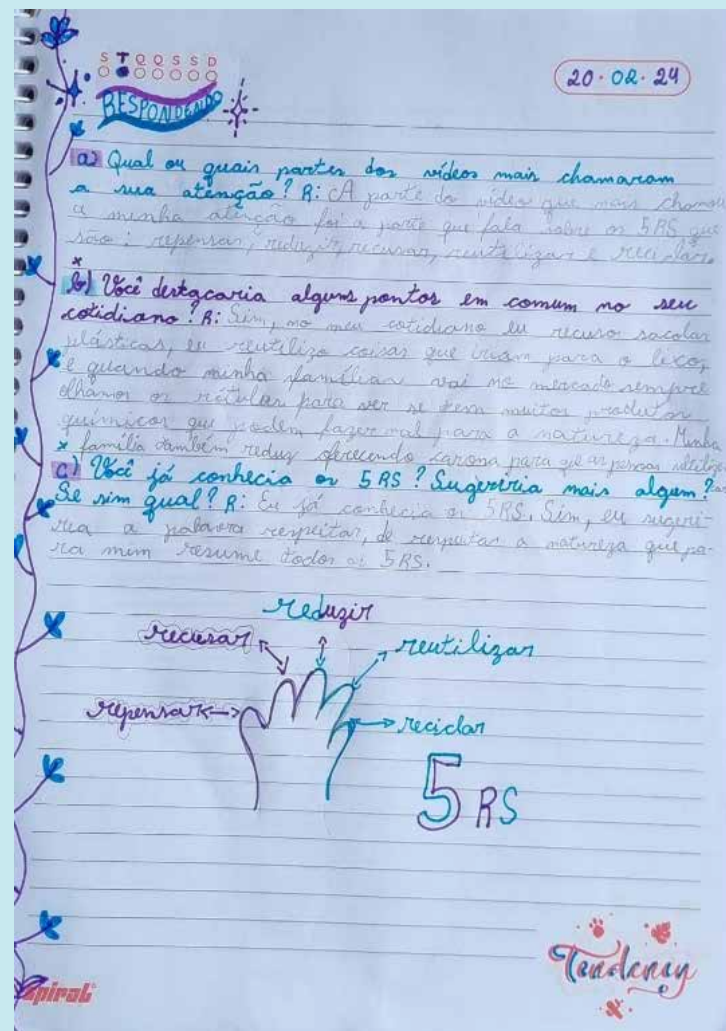 S T Q Q S S D
20 · 02 · 24
RESPONDENDO
a) Qual ou quais partes dos vídeos mais chamaram
a sua atenção? R: A parte do vídeo que mais chamou
a minha atenção foi a parte que fala sobre os 5RS que
são: repensar, reduzir, recusar, reutilizar e reciclar.
b) Você destacaria alguns pontos em comum no seu
cotidiano? R: Sim, no meu cotidiano eu recuso sacolas
plásticas, eu reutilizo coisas que iriam para o lixo,
e quando minha família vai no mercado sempre
olhamos os rótulos para ver se tem muitos produtos
químicos que podem fazer mal para a natureza. Minha
família também reduz oferecendo carona para que as pessoas
c) Você já conhecia os 5RS? Sugeriria mais algum?
Se sim qual? R: Eu já conhecia os 5RS. Sim, eu sugeri-
ria a palavra respeitar, de respeitar a natureza que pa-
ra mim resume todos os 5RS.
reduzir
recusar
reutilizar
repensar
reciclar
5 RS
Tendency
spiral